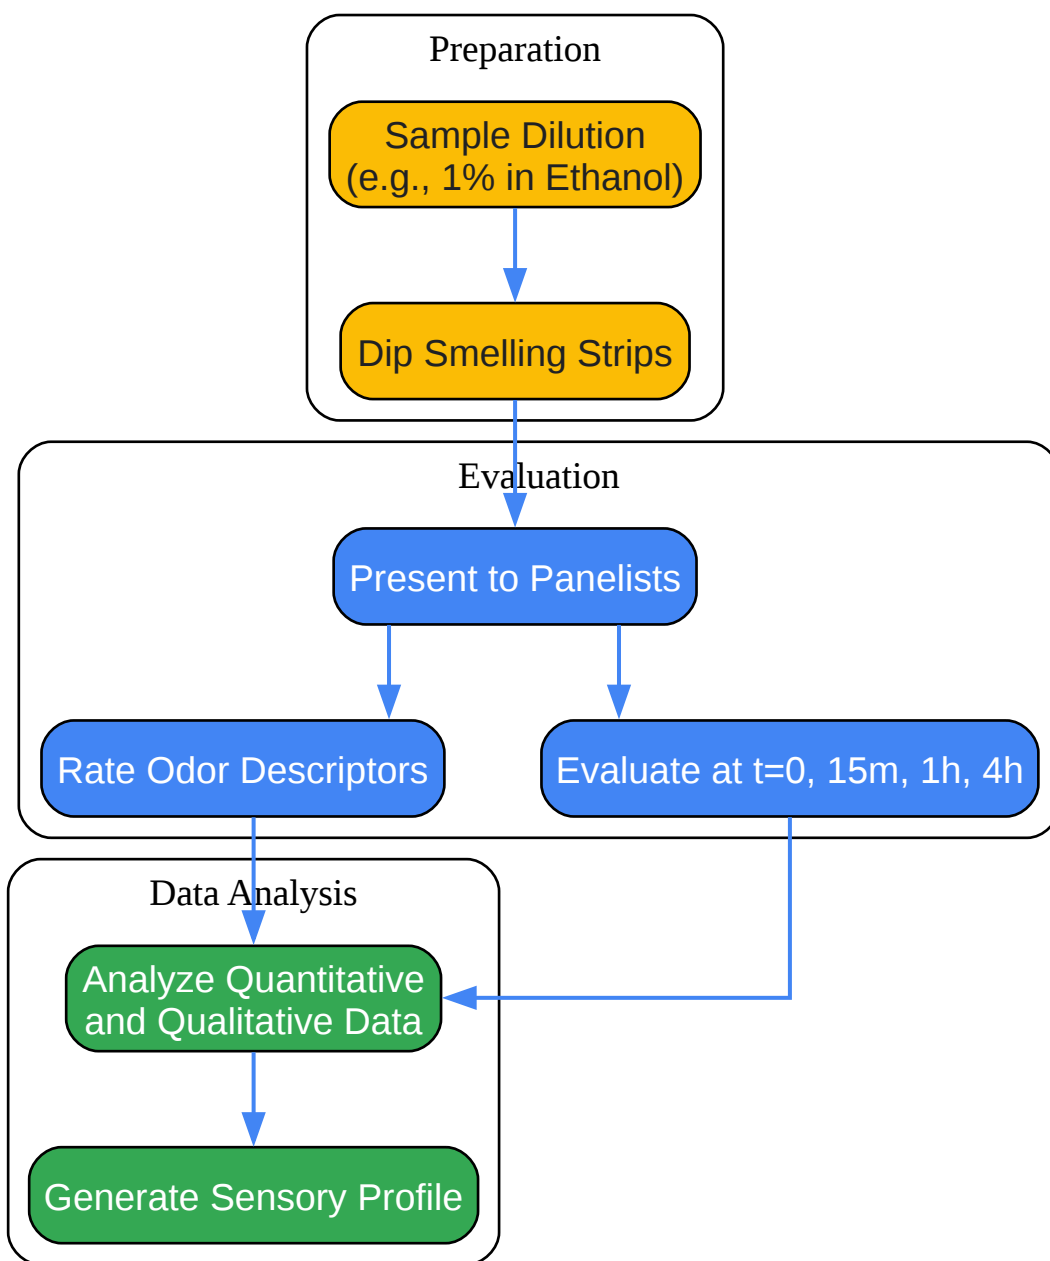 Preparation
Sample Dilution
(e.g., 1% in Ethanol)
Dip Smelling Strips
Evaluation
Present to Panelists
Rate Odor Descriptors
Evaluate at t=0, 15m, 1h, 4h
Data Analysis
Analyze Quantitative
and Qualitative Data
Generate Sensory Profile